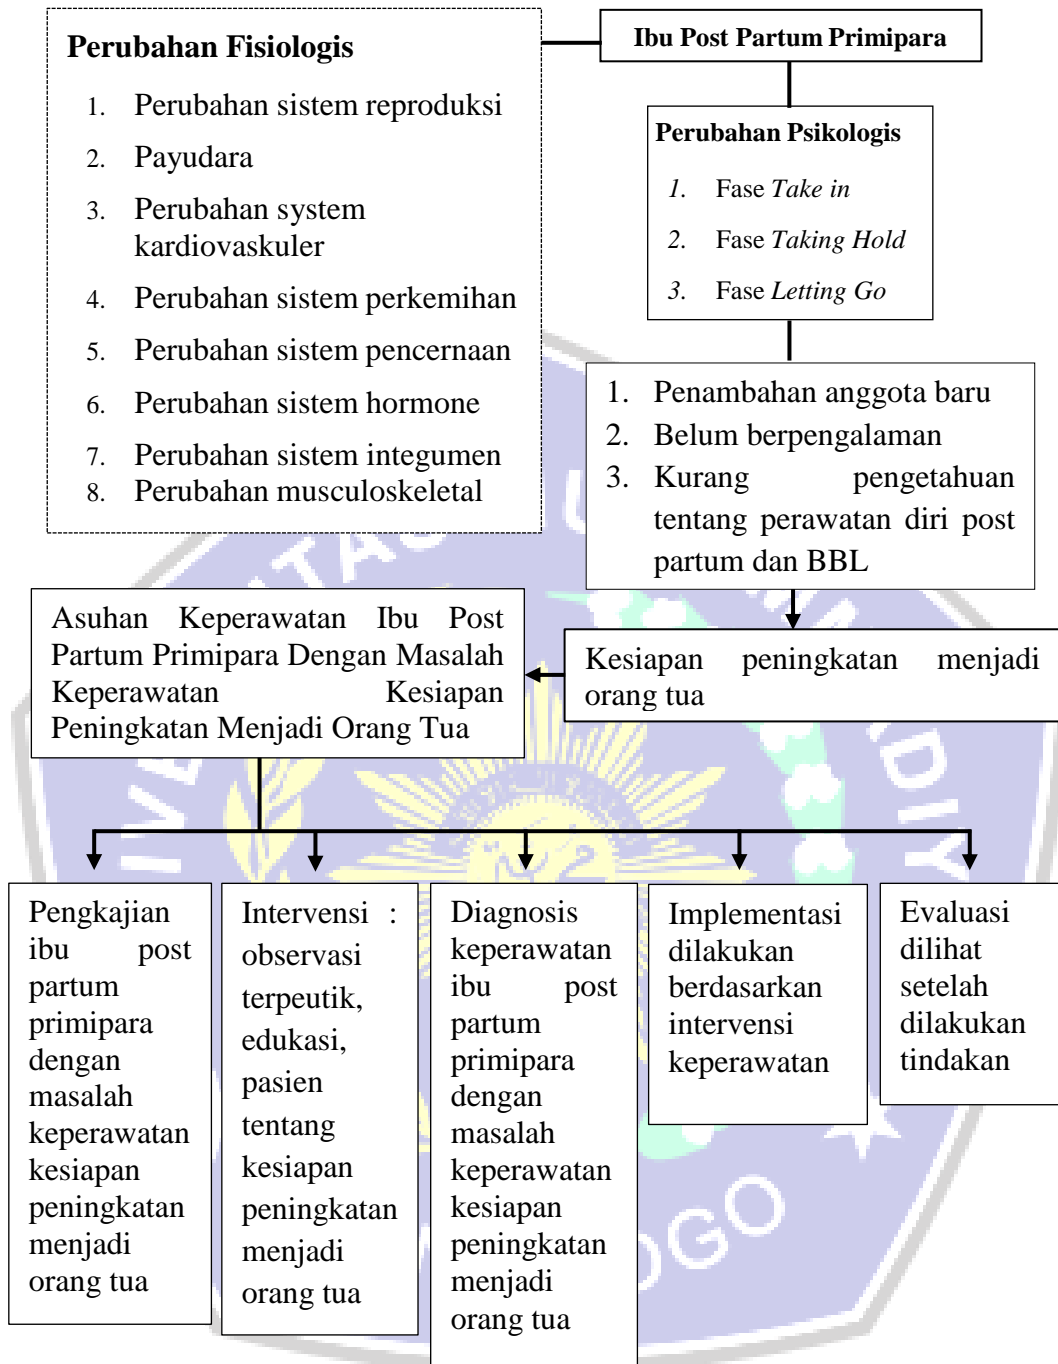 Perubahan Fisiologis
1. Perubahan sistem reproduksi
2. Payudara
3. Perubahan system
kardiovaskuler
4. Perubahan sistem perkemihan
5. Perubahan sistem pencernaan
6. Perubahan sistem hormone
7. Perubahan sistem integumen
8. Perubahan musculoskeletal
Ibu Post Partum Primipara
Perubahan Psikologis
1. Fase Take in
2. Fase Taking Hold
3. Fase Letting Go
1. Penambahan anggota baru
2. Belum berpengalaman
3. Kurang pengetahuan
tentang perawatan diri post
partum dan BBL
Kesiapan peningkatan menjadi
orang tua
Asuhan Keperawatan Ibu Post
Partum Primipara Dengan Masalah
Keperawatan Kesiapan
Peningkatan Menjadi Orang Tua
Pengkajian
ibu post
partum
primipara
dengan
masalah
keperawatan
kesiapan
peningkatan
menjadi
orang tua
Intervensi :
observasi
terpeutik,
edukasi,
pasien
tentang
kesiapan
peningkatan
menjadi
orang tua
Diagnosis
keperawatan
ibu post
partum
primipara
dengan
masalah
keperawatan
kesiapan
peningkatan
menjadi
orang tua
Implementasi
dilakukan
berdasarkan
intervensi
keperawatan
Evaluasi
dilihat
setelah
dilakukan
tindakan